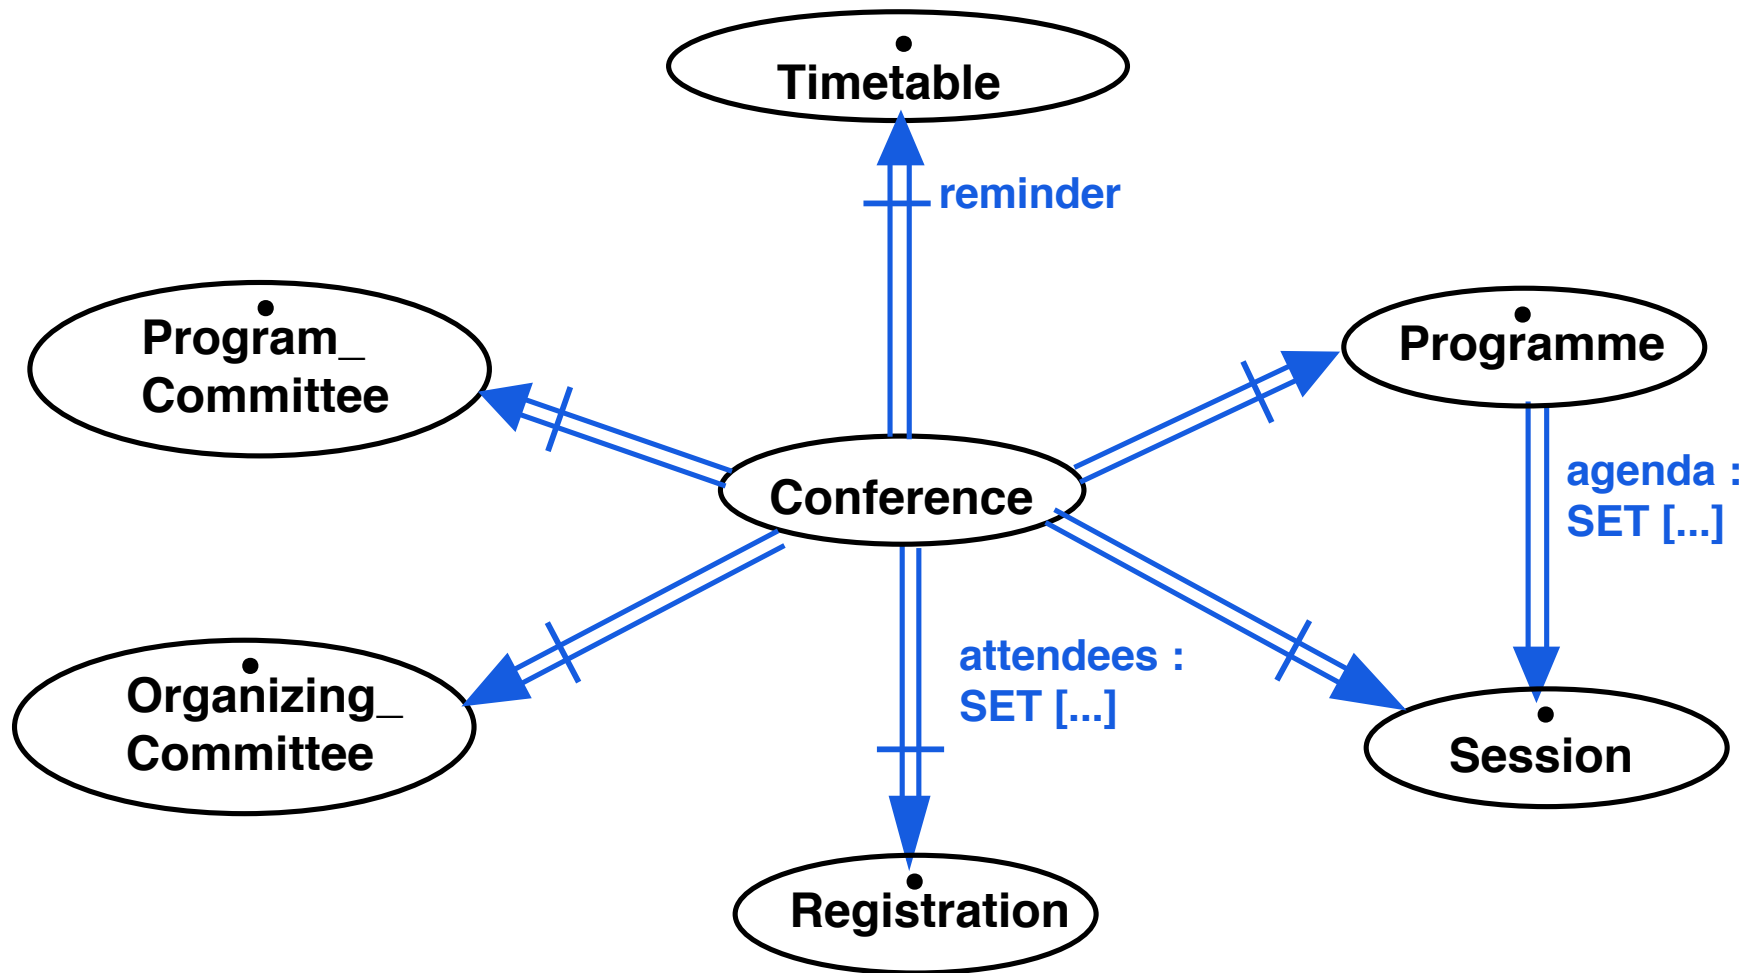 Timetable
reminder
Program_
Committee
Programme
Conference
agenda :
SET [...]
attendees :
SET [...]
Organizing_
Committee
Session
Registration